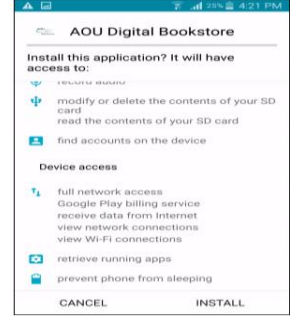 25% 4:21 PM
AOU Digital Bookstore
Install this application? It will have
access to:
record audio
modify or delete the contents of your SD
card
read the contents of your SD card
find accounts on the device
Device access
full network access
Google Play billing service
receive data from Internet
view network connections
view Wi-Fi connections
retrieve running apps
prevent phone from sleeping
CANCEL INSTALL